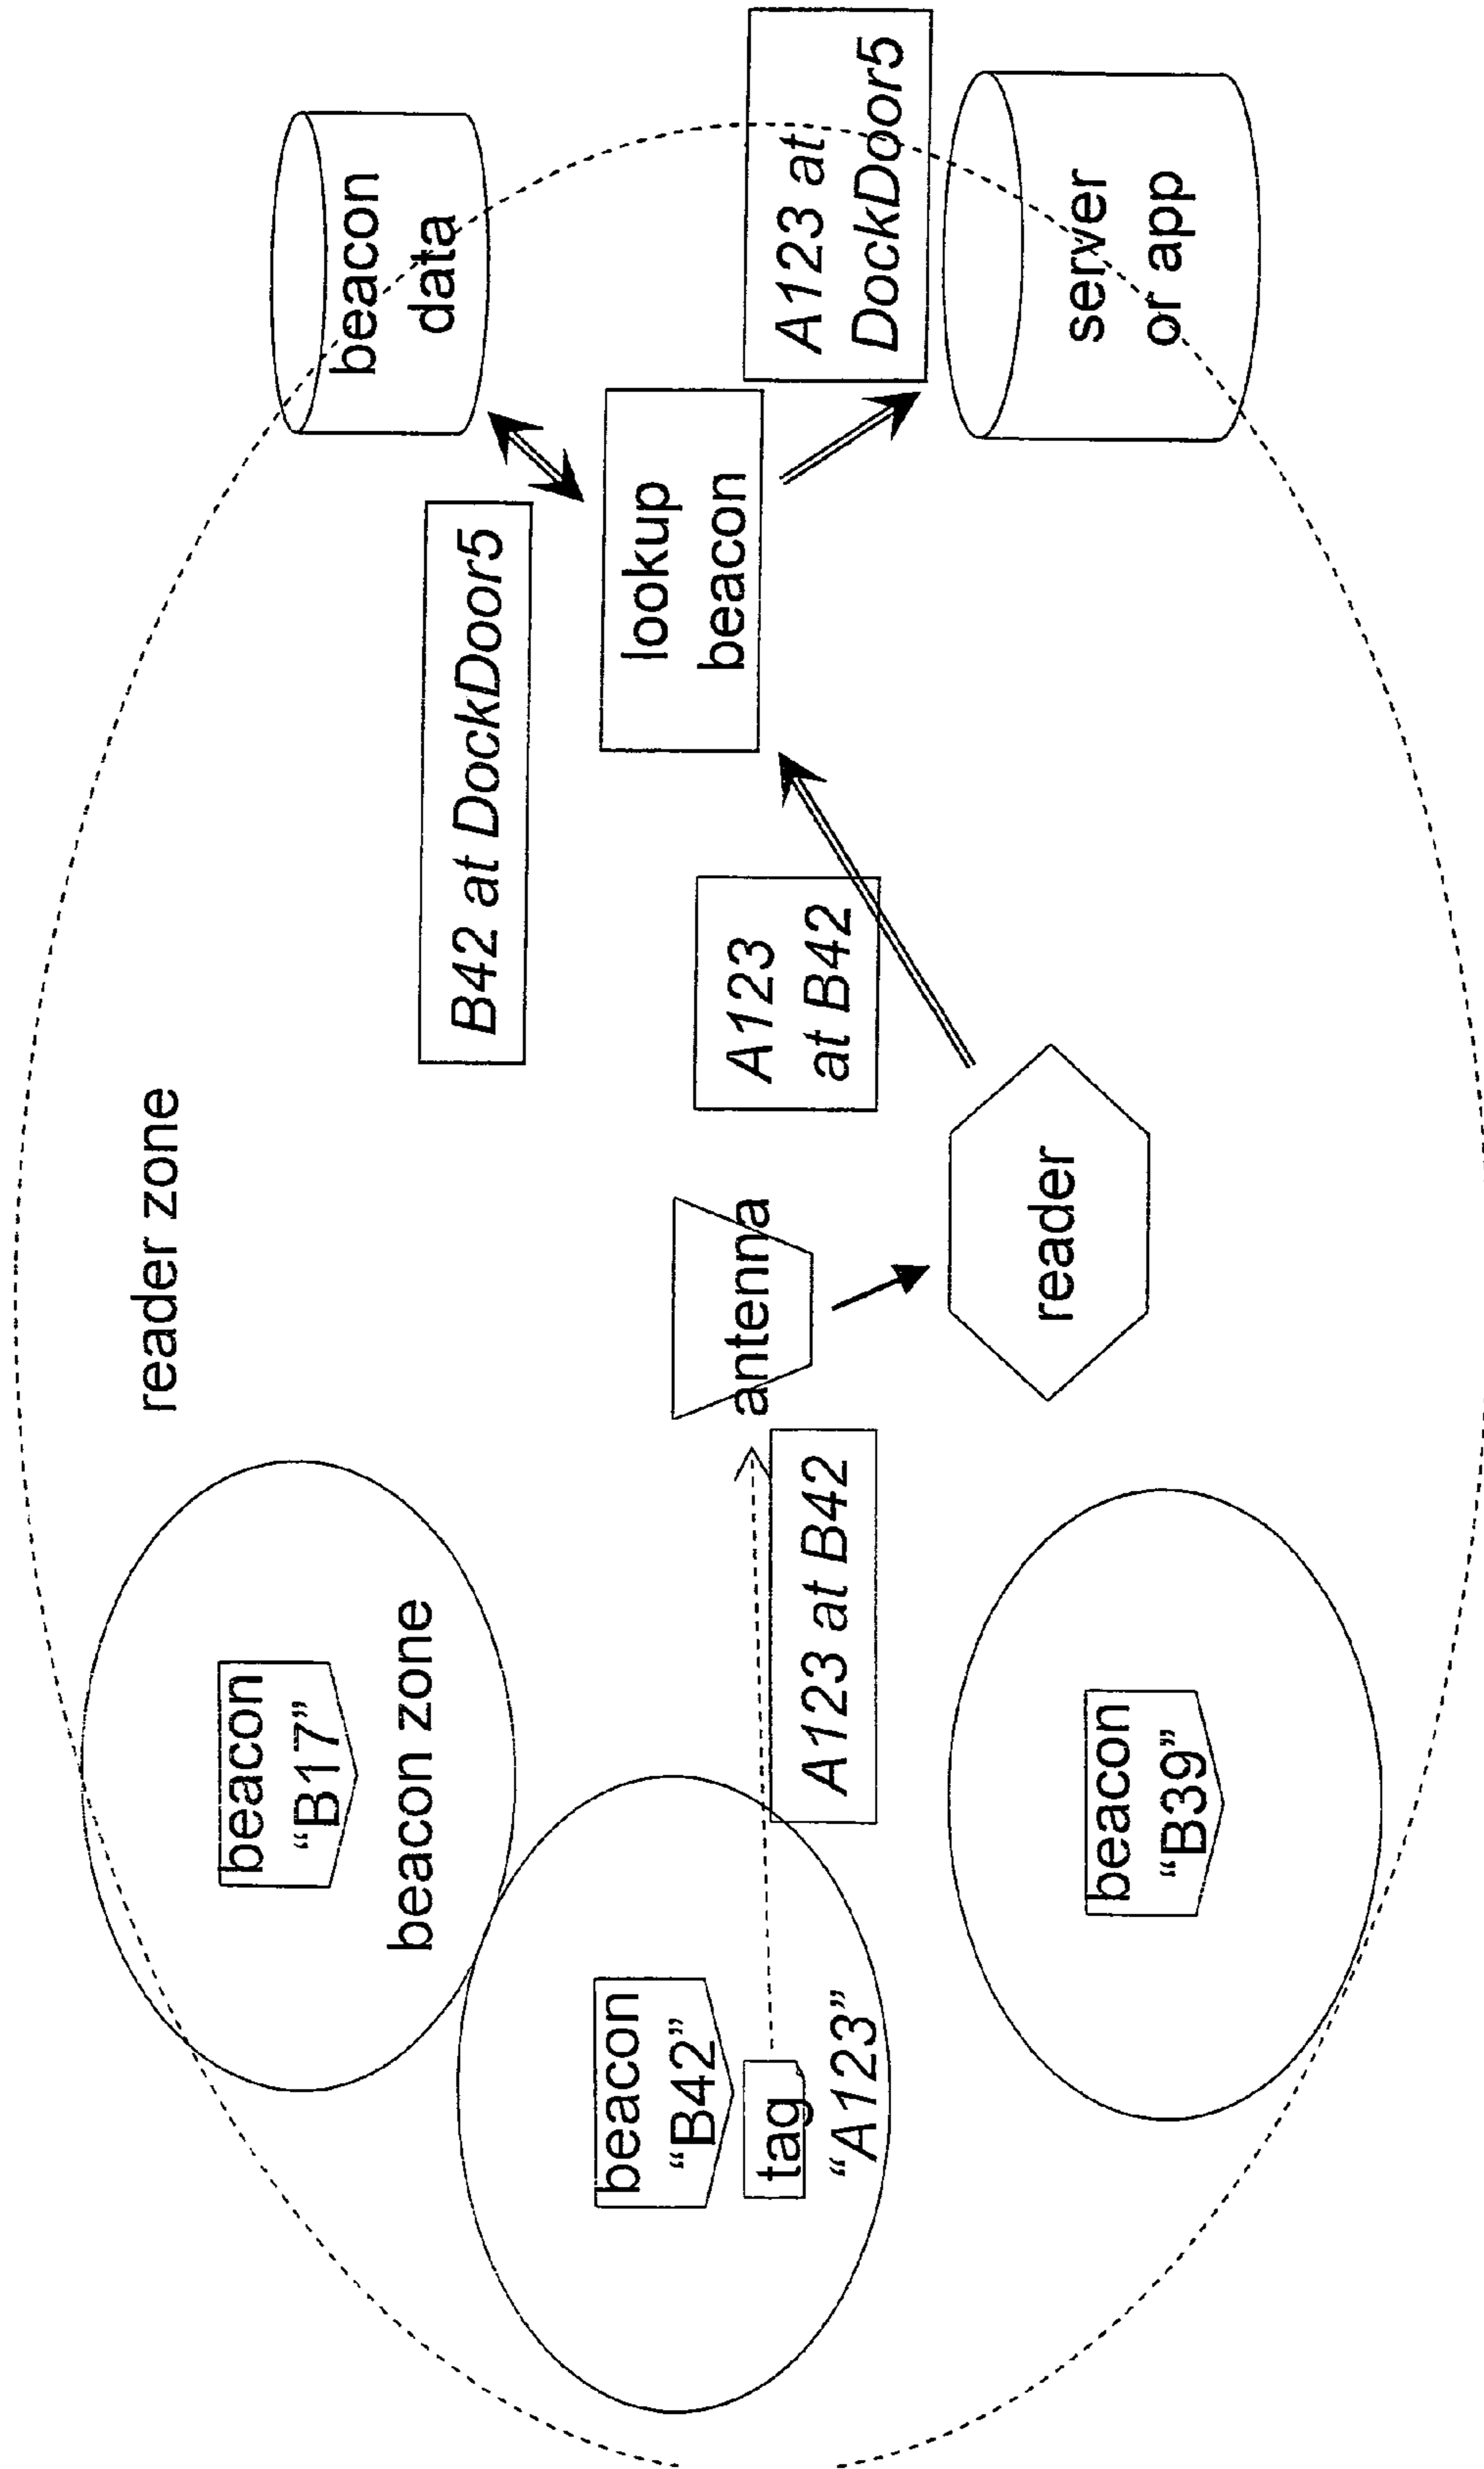 reader zone
beacon
“B17”
beacon zone
beacon
“B42”
tag
“A123”
beacon
“B39”
A123 at B42
antenna
reader
A123
at B42
B42 at DockDoor5
lookup
beacon
beacon
data
A123 at
DockDoor5
server
or app